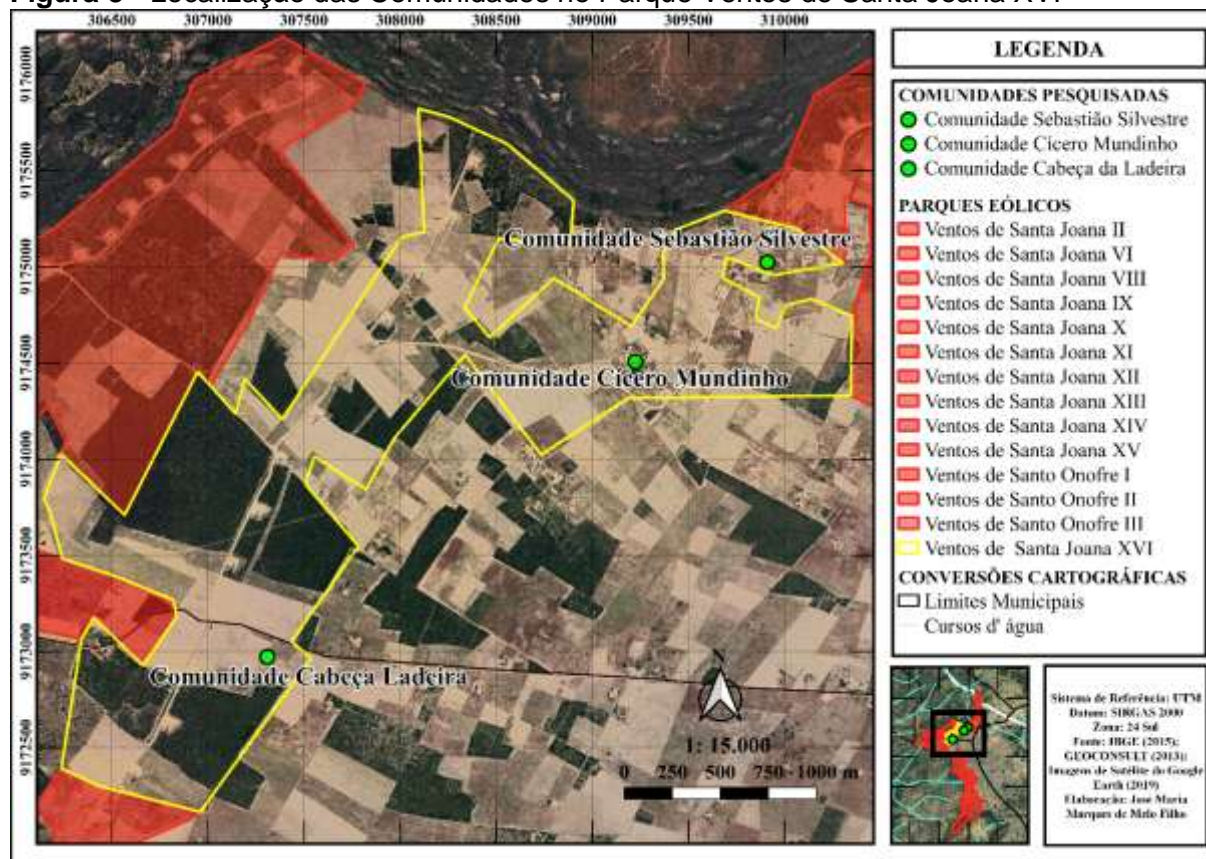 Figura 3 - Localização das Comunidades no Parque Ventos de Santa Joana XVI
306500 307000 307500 308000 308500 309000 309500 310000
9176000
9175500
9175000
9174500
9174000
9173500
9173000
9172500
Comunidade Sebastião Silvestre
Comunidade Cícero Mundinho
Comunidade Cabeça Ladeira
N
1: 15.000
0 250 500 750 1000 m
LEGENDA
COMUNIDADES PESQUISADAS
Comunidade Sebastião Silvestre
Comunidade Cícero Mundinho
Comunidade Cabeça da Ladeira
PARQUES EÓLICOS
Ventos de Santa Joana II
Ventos de Santa Joana VI
Ventos de Santa Joana VIII
Ventos de Santa Joana IX
Ventos de Santa Joana X
Ventos de Santa Joana XI
Ventos de Santa Joana XII
Ventos de Santa Joana XIII
Ventos de Santa Joana XIV
Ventos de Santa Joana XV
Ventos de Santo Onofre I
Ventos de Santo Onofre II
Ventos de Santo Onofre III
Ventos de Santa Joana XVI
CONVERSÕES CARTOGRÁFICAS
Limites Municipais
Cursos d' água
Sistema de Referência: UTM
Datum: SIRGAS 2000
Zona: 24 Sul
Fonte: IBGE (2015);
GEOCONSULT (2013);
Imagens de Satélite do Google
Earth (2019)
Elaboração: José Maria
Marques de Melo Filho